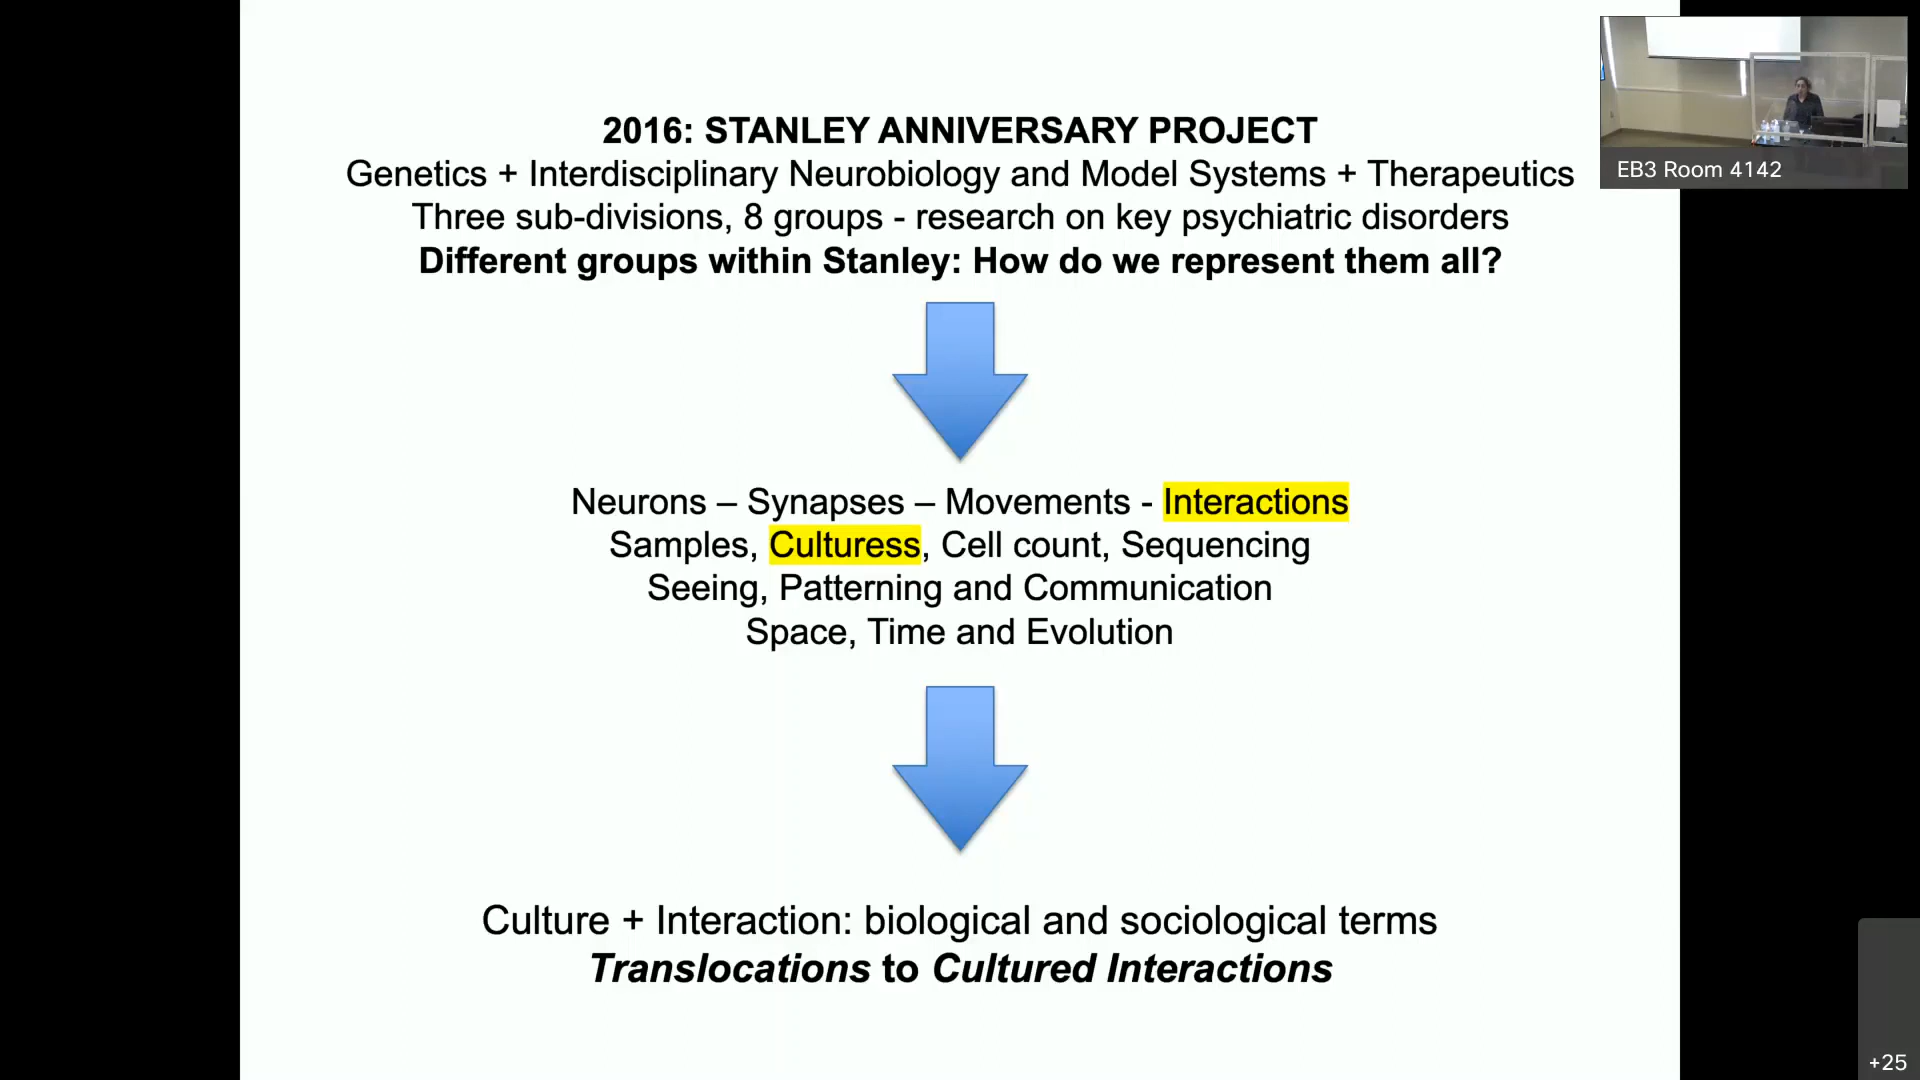 2016: STANLEY ANNIVERSARY PROJECT
Genetics + Interdisciplinary Neurobiology and Model Systems + Therapeutics
Three sub-divisions, 8 groups - research on key psychiatric disorders
Different groups within Stanley: How do we represent them all?
Neurons – Synapses – Movements - Interactions
Samples, Culturess, Cell count, Sequencing
Seeing, Patterning and Communication
Space, Time and Evolution
Culture + Interaction: biological and sociological terms
Translocations to Cultured Interactions
EB3 Room 4142
+25